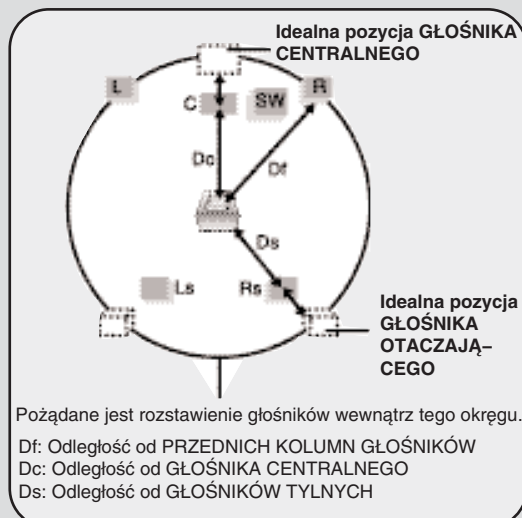 Idealna pozycja GŁOŚNIKA
CENTRALNEGO
L
R
C
SW
Dc
Df
Ds
Ls
Rs
Idealna pozycja
GŁOŚNIKA
OTACZAJĄ–
CEGO
Pożądane jest rozstawienie głośników wewnątrz tego okręgu.
Df: Odległość od PRZEDNICH KOLUMN GŁOŚNIKÓW
Dc: Odległość od GŁOŚNIKA CENTRALNEGO
Ds: Odległość od GŁOŚNIKÓW TYLNYCH